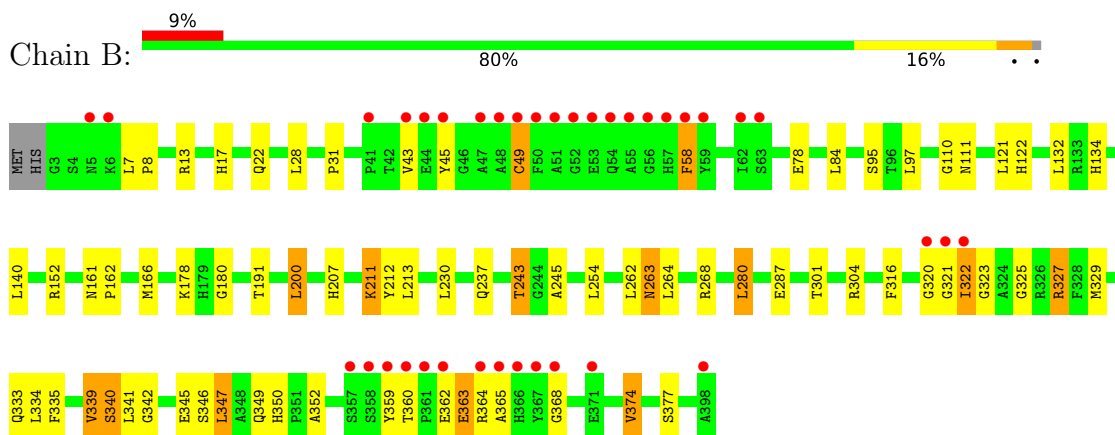 9%
Chain B:
80% 16% • •
MET HIS G3 S4 N5 K6 L7 P8 R13 H17 Q22 L28 P31 P41 T42 V43 E44 Y45 G46 A47 A48 C49 F50 A51 G52 E53 Q54 A55 G56 H57 F58 Y59 I62 S63 E78 L84 S95 T96 L97 G110 N111 L121 H122 L132 R133 H134
L140 R152 N161 P162 M166 K178 H179 G180 T191 L200 H207 K211 Y212 L213 L230 Q237 T243 G244 A245 L254 L262 N263 L264 R268 L280 E287 T301 R304 F316 G320 G321 I322 G323 A324 G325 R326 R327 F328 M329
Q333 L334 F335 V339 S340 L341 G342 E345 S346 L347 A348 Q349 H350 P351 A352 S357 S358 Y359 T360 P361 E362 E363 R364 A365 H366 Y367 G368 E371 V374 S377 A398